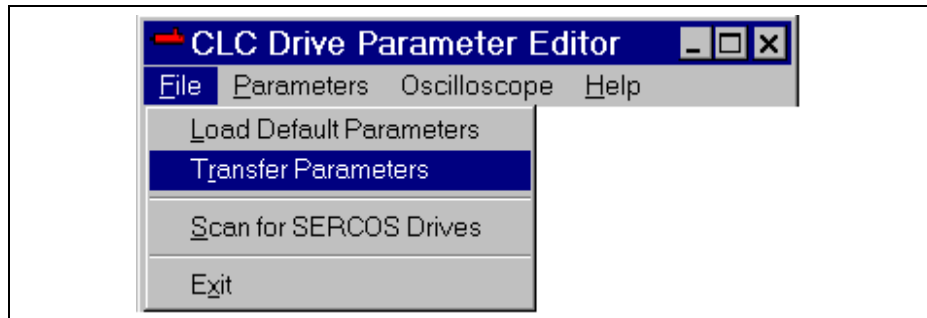 CLC Drive Parameter Editor
File Parameters Oscilloscope Help
Load Default Parameters
Transfer Parameters
Scan for SERCOS Drives
Exit